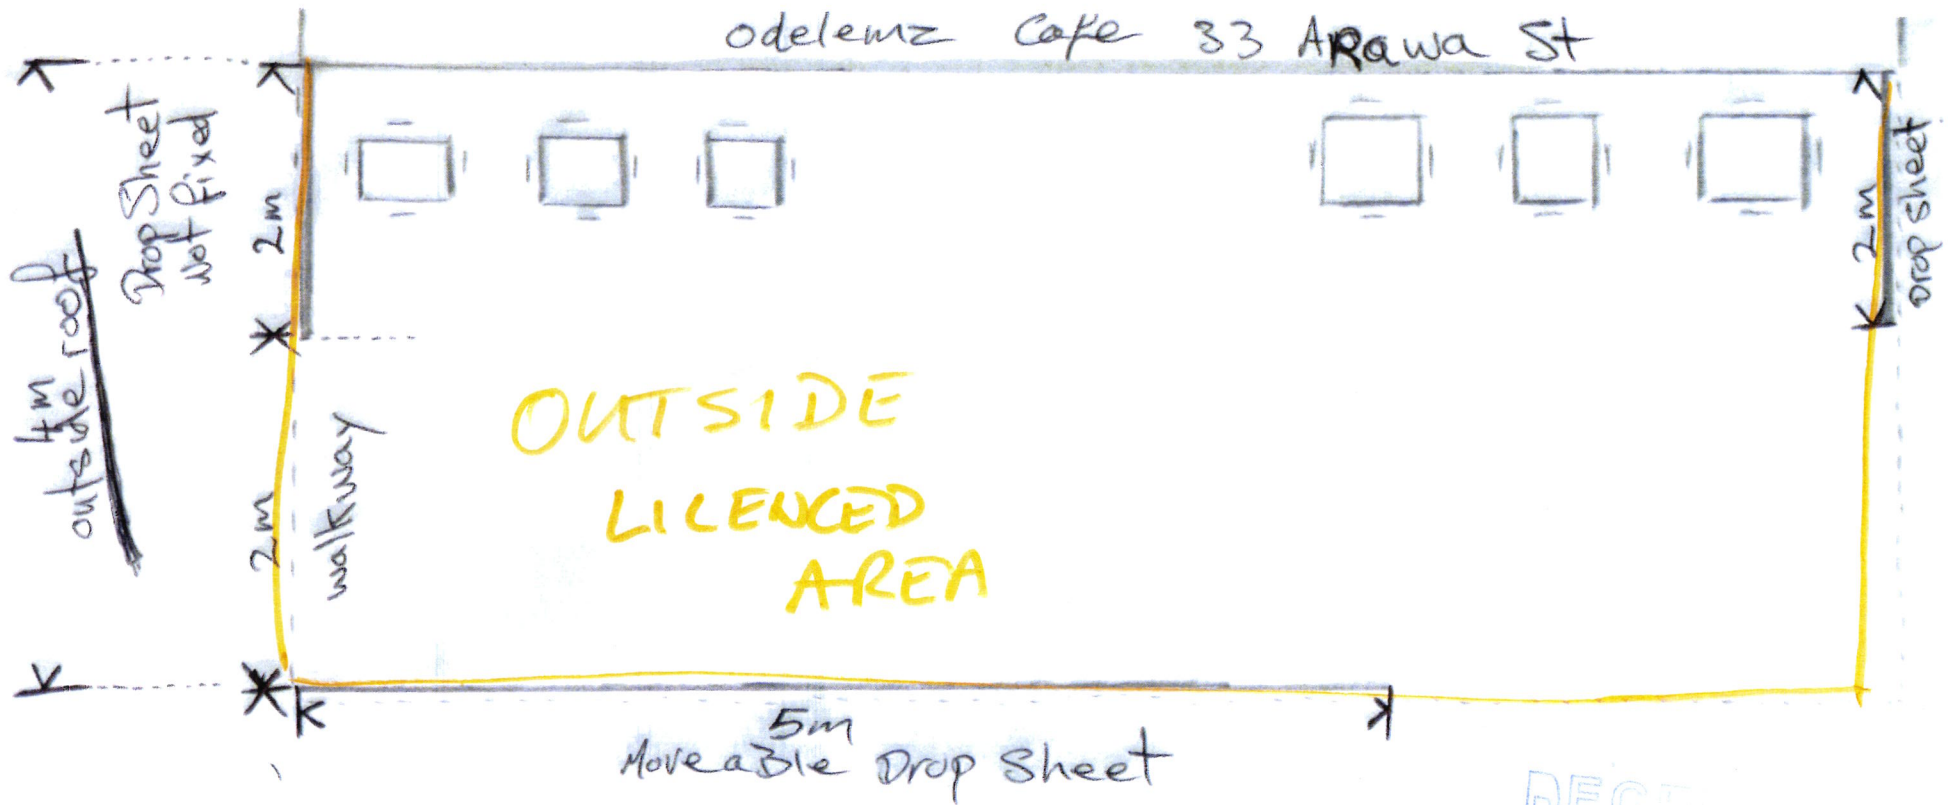 Odelemz Cafe 33 ARawa St
Drop Sheet
Not fixed
2m
4m
outside roof
2m
walkway
OUTSIDE
LICENCED
AREA
2m
Drop sheet
5m
MoveaBle Drop Sheet